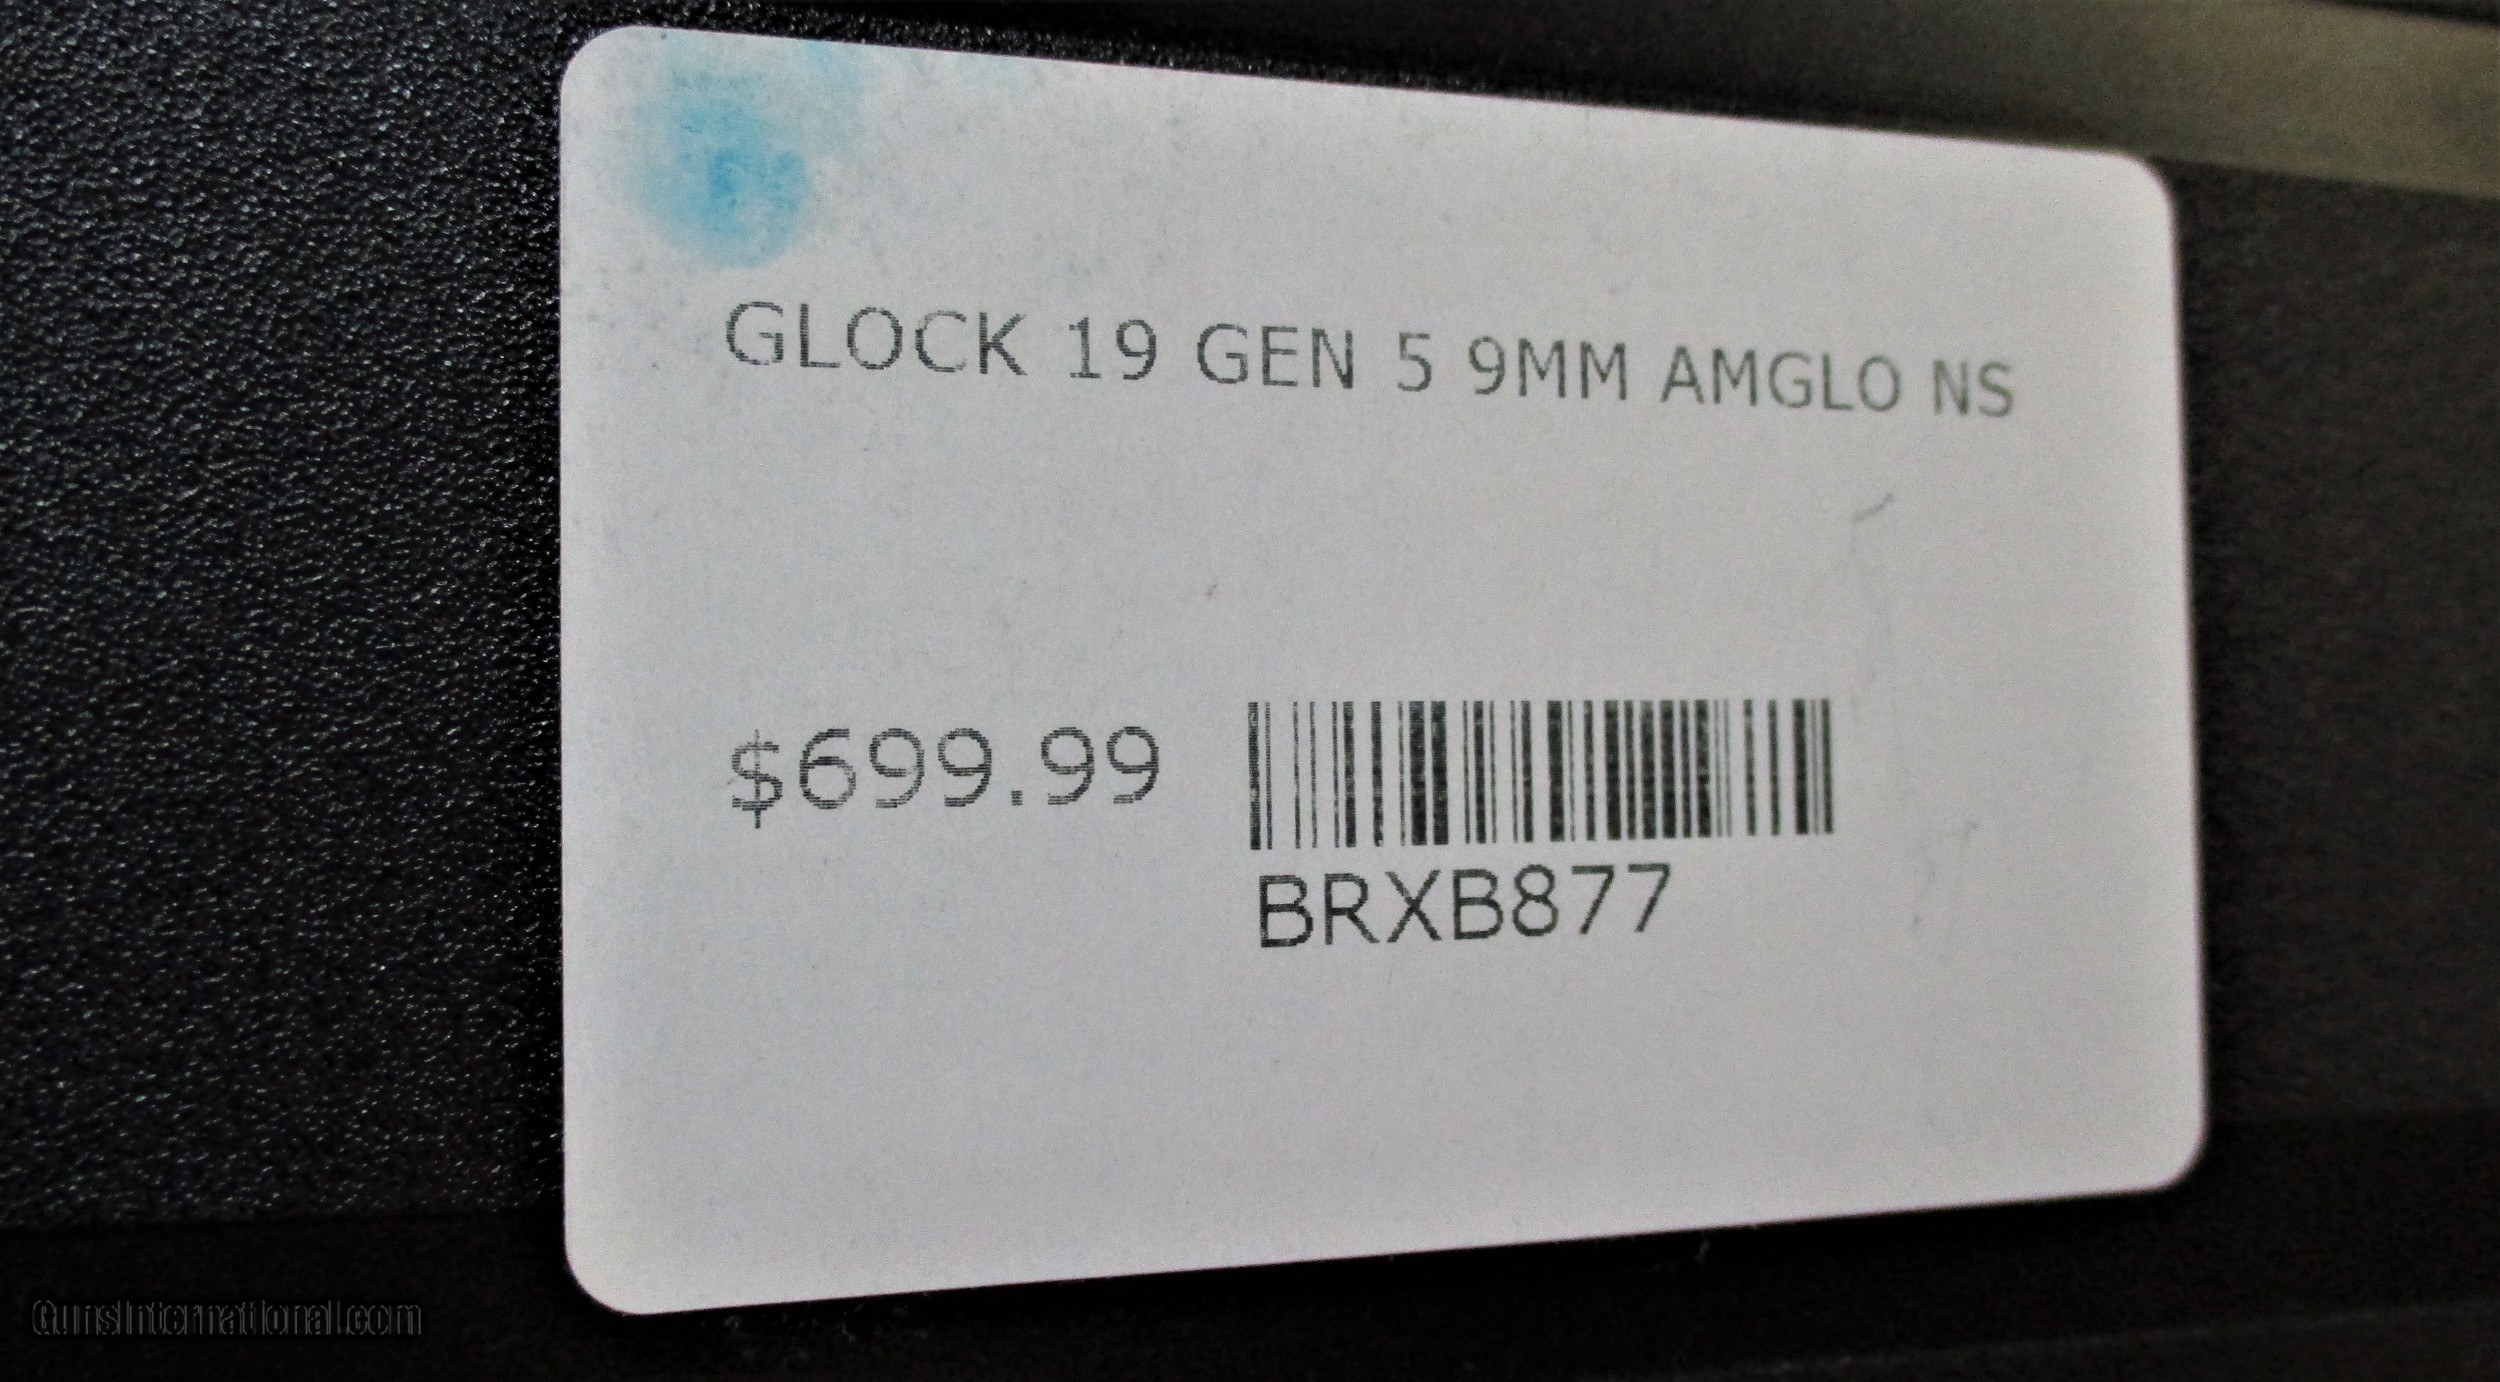 GLOCK 19 GEN 5 9MM AMGLO NS
$699.99
BRXB877
GunsInternational.com